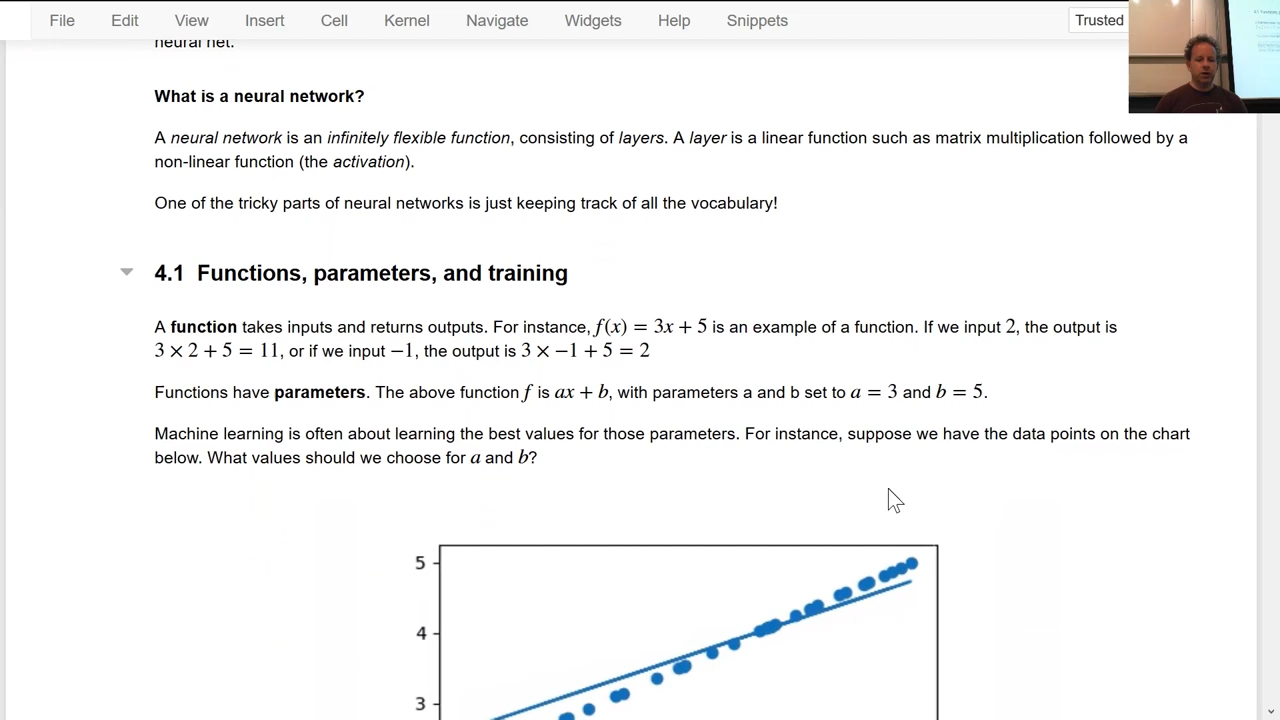 File Edit View Insert Cell Kernel Navigate Widgets Help Snippets Trusted
neural net.
What is a neural network?
A neural network is an infinitely flexible function, consisting of layers. A layer is a linear function such as matrix multiplication followed by a
non-linear function (the activation).
One of the tricky parts of neural networks is just keeping track of all the vocabulary!
4.1 Functions, parameters, and training
A function takes inputs and returns outputs. For instance, f(x) = 3x + 5 is an example of a function. If we input 2, the output is
3 × 2 + 5 = 11, or if we input −1, the output is 3 × −1 + 5 = 2
Functions have parameters. The above function f is ax + b, with parameters a and b set to a = 3 and b = 5.
Machine learning is often about learning the best values for those parameters. For instance, suppose we have the data points on the chart
below. What values should we choose for a and b?
5
4
3